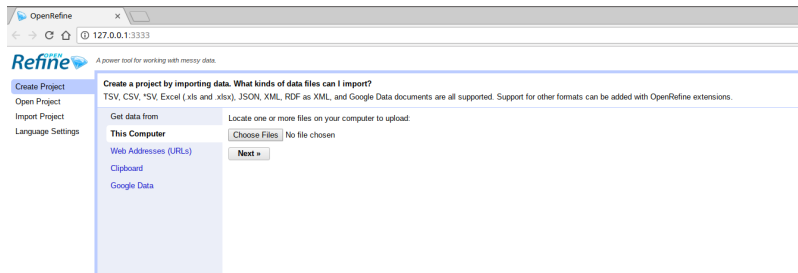 OpenRefine
127.0.0.1:3333
OPEN
Refine
A power tool for working with messy data.
Create Project
Open Project
Import Project
Language Settings
Create a project by importing data. What kinds of data files can I import?
TSV, CSV, *SV, Excel (.xls and .xlsx), JSON, XML, RDF as XML, and Google Data documents are all supported. Support for other formats can be added with OpenRefine extensions.
Get data from
This Computer
Web Addresses (URLs)
Clipboard
Google Data
Locate one or more files on your computer to upload:
Choose Files No file chosen
Next »